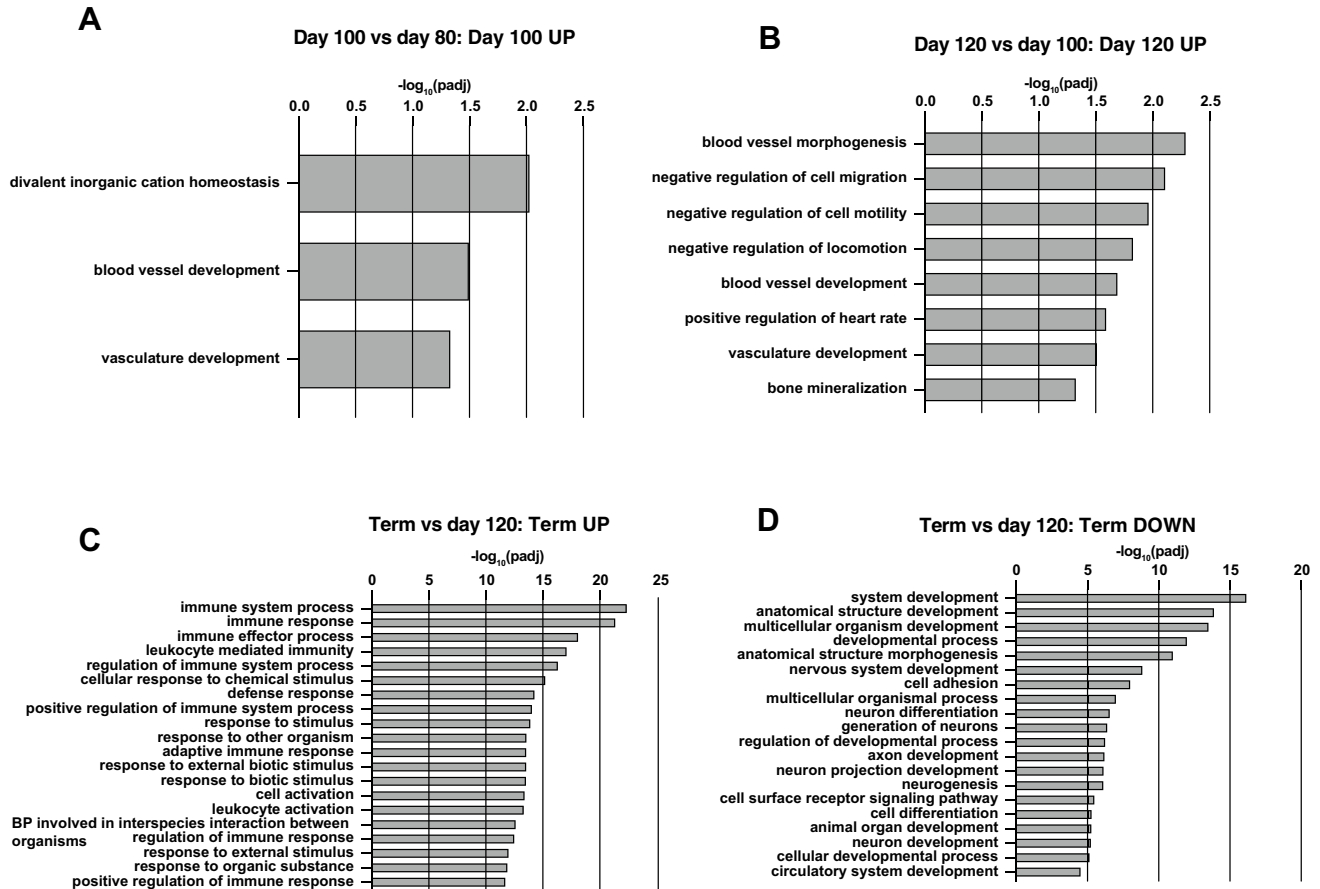 A
Day 100 vs day 80: Day 100 UP
-log10(padj)
0.0 0.5 1.0 1.5 2.0 2.5
divalent inorganic cation homeostasis
blood vessel development
vasculature development
B
Day 120 vs day 100: Day 120 UP
-log10(padj)
0.0 0.5 1.0 1.5 2.0 2.5
blood vessel morphogenesis
negative regulation of cell migration
negative regulation of cell motility
negative regulation of locomotion
blood vessel development
positive regulation of heart rate
vasculature development
bone mineralization
C
Term vs day 120: Term UP
-log10(padj)
0 5 10 15 20 25
immune system process
immune response
immune effector process
leukocyte mediated immunity
regulation of immune system process
cellular response to chemical stimulus
defense response
positive regulation of immune system process
response to stimulus
response to other organism
adaptive immune response
response to external biotic stimulus
response to biotic stimulus
cell activation
leukocyte activation
BP involved in interspecies interaction between
organisms
regulation of immune response
response to external stimulus
response to organic substance
positive regulation of immune response
D
Term vs day 120: Term DOWN
-log10(padj)
0 5 10 15 20
system development
anatomical structure development
multicellular organism development
developmental process
anatomical structure morphogenesis
nervous system development
cell adhesion
multicellular organismal process
neuron differentiation
generation of neurons
regulation of developmental process
axon development
neuron projection development
neurogenesis
cell surface receptor signaling pathway
cell differentiation
animal organ development
neuron development
cellular developmental process
circulatory system development